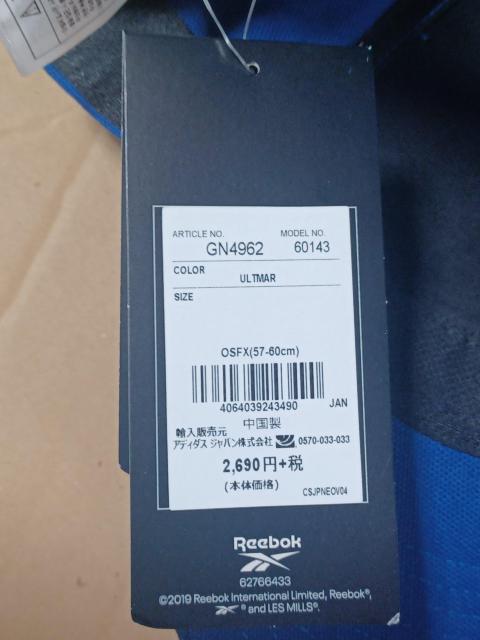 ARTICLE NO. MODEL NO.
GN4962 60143
COLOR
ULTMAR
SIZE
OSFX(57-60cm)
4064039243490 JAN
中国製
輸入販売元
アディダス ジャパン株式会社 0570-033-033
2,690円+税
(本体価格)
CSJPNEOV04
Reebok
62766433
©2019 Reebok International Limited, Reebok®,
® and LES MILLS®.